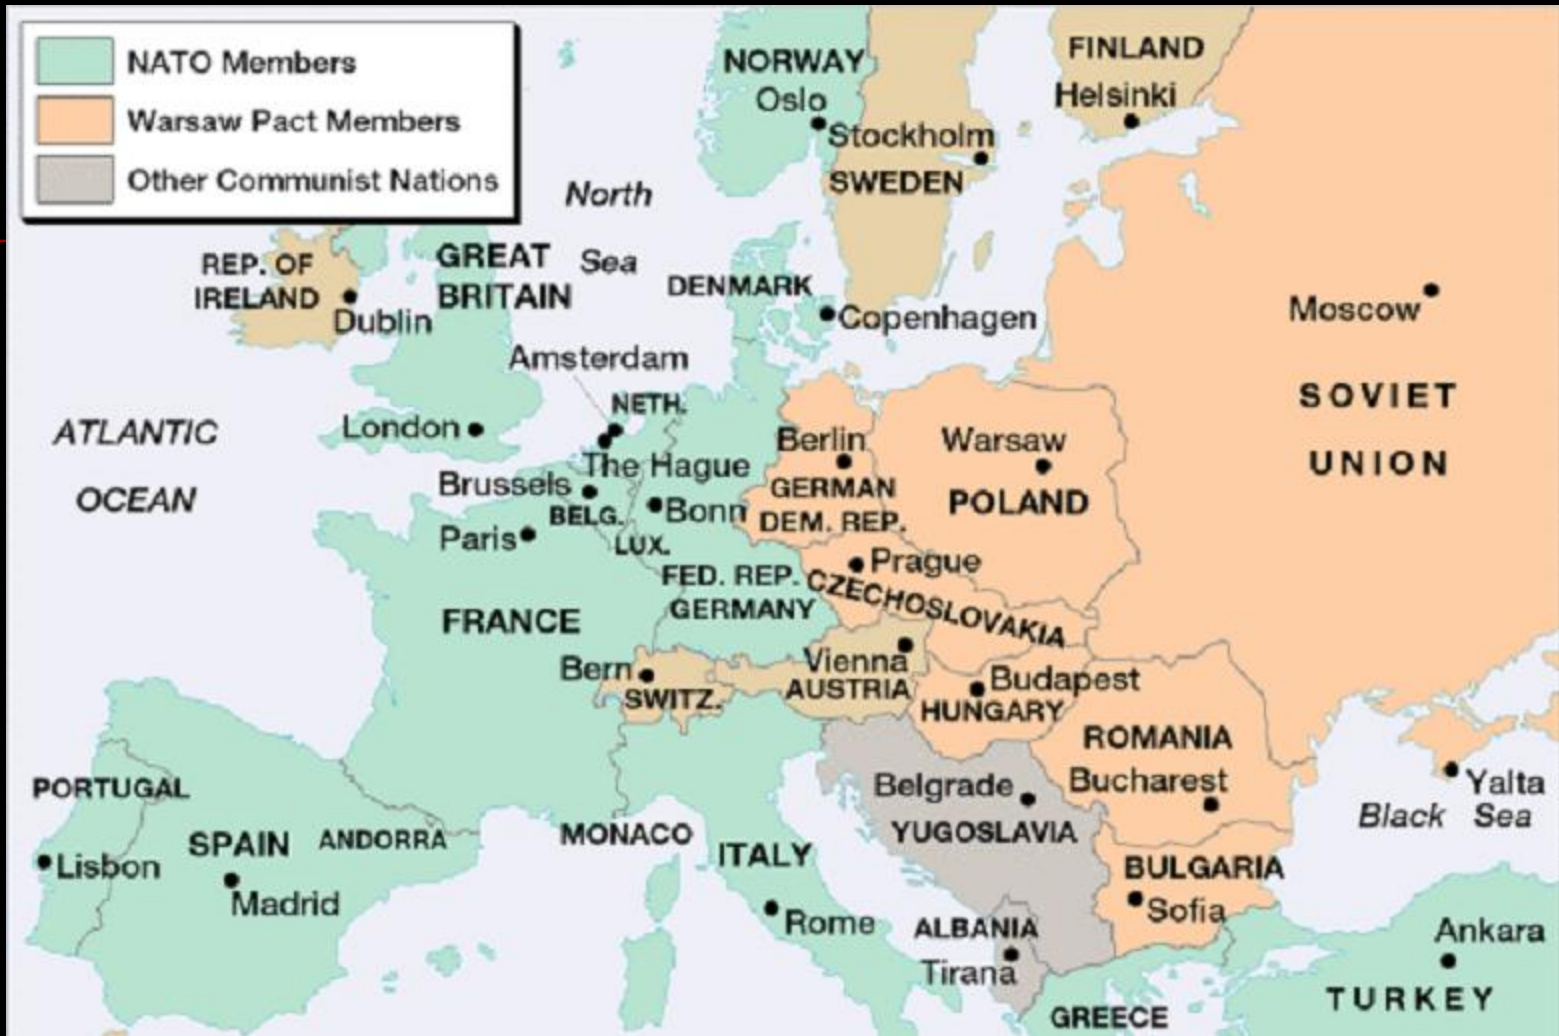 NATO Members
Warsaw Pact Members
Other Communist Nations
NORWAY
Oslo
FINLAND
Helsinki
Stockholm
SWEDEN
North
Sea
REP. OF
IRELAND
Dublin
GREAT
BRITAIN
DENMARK
Copenhagen
Moscow
SOVIET
UNION
Amsterdam
NETH.
The Hague
London
ATLANTIC
OCEAN
Brussels
BELG.
Bonn
LUX.
Paris
Berlin
GERMAN
DEM. REP.
Warsaw
POLAND
Prague
CZECHOSLOVAKIA
FED. REP.
GERMANY
FRANCE
Bern
SWITZ.
Vienna
AUSTRIA
Budapest
HUNGARY
ROMANIA
Bucharest
Yalta
Black Sea
PORTUGAL
Lisbon
SPAIN
Madrid
ANDORRA
MONACO
ITALY
Rome
Belgrade
YUGOSLAVIA
BULGARIA
Sofia
ALBANIA
Tirana
GREECE
Ankara
TURKEY